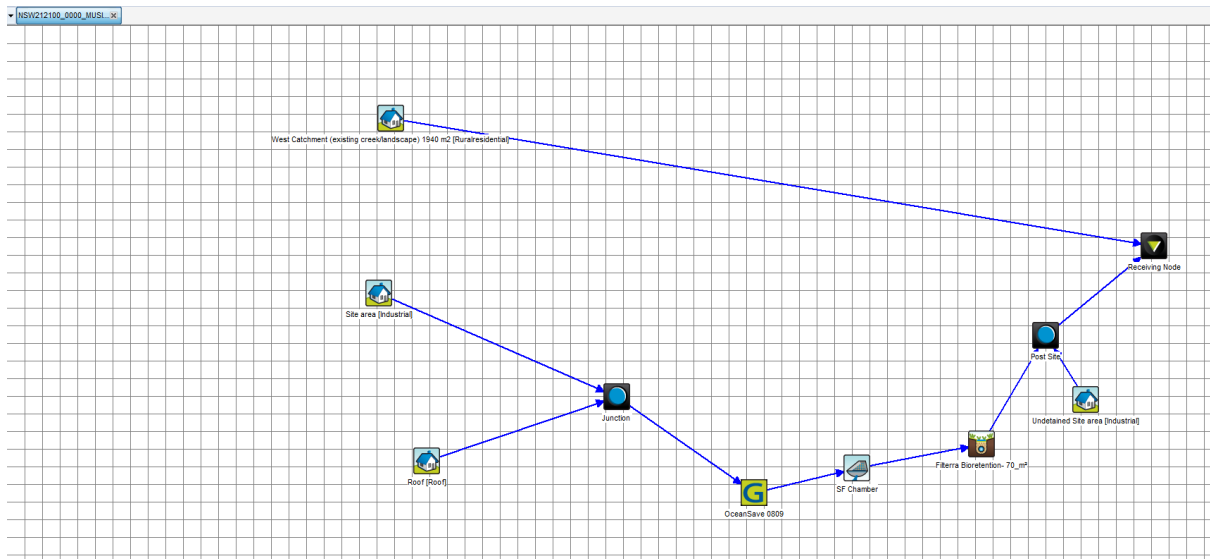 NSW212100_0000_MUSI...
West Catchment (existing creek/landscape) 1940 m2 [Ruralresidential]
Receiving Node
Site area [Industrial]
Post Site
Junction
Undetained Site area [Industrial]
Filterra Bioretention- 70_m²
Roof [Roof]
SF Chamber
G
OceanSave 0809